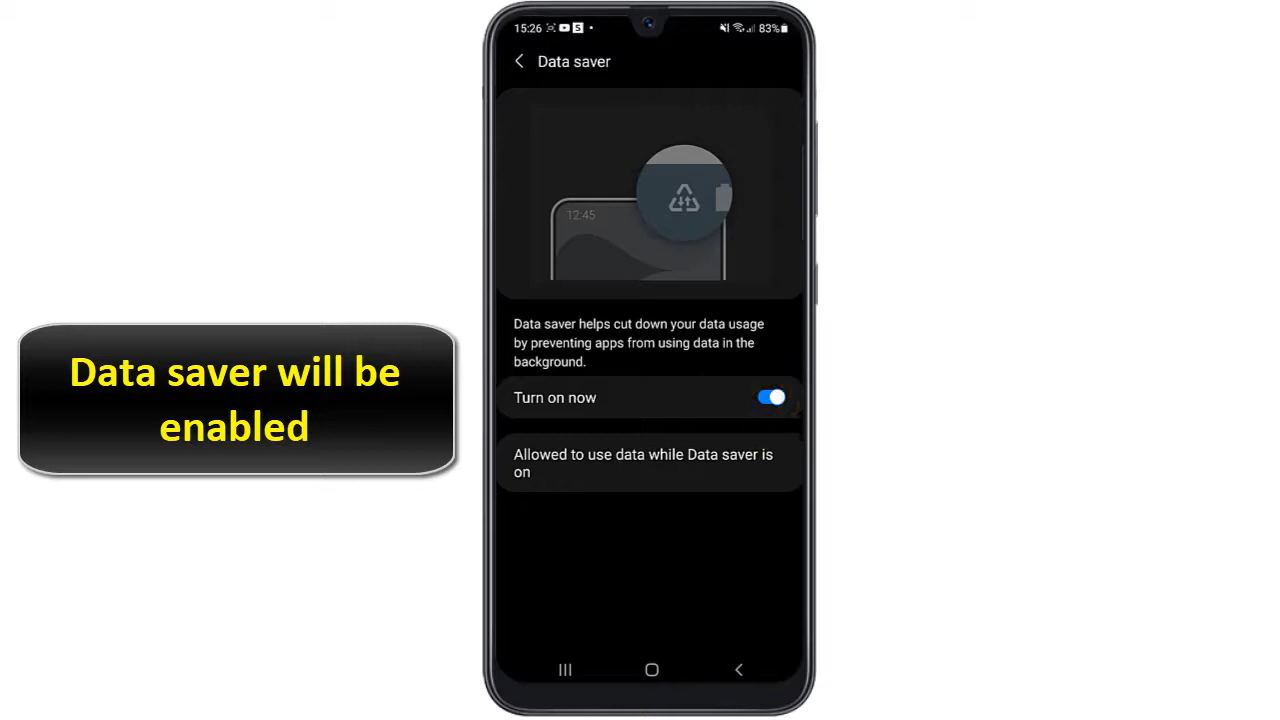 15:26
83%
Data saver
12:45
Data saver helps cut down your data usage
by preventing apps from using data in the
background.
Turn on now
Allowed to use data while Data saver is
on
Data saver will be
enabled